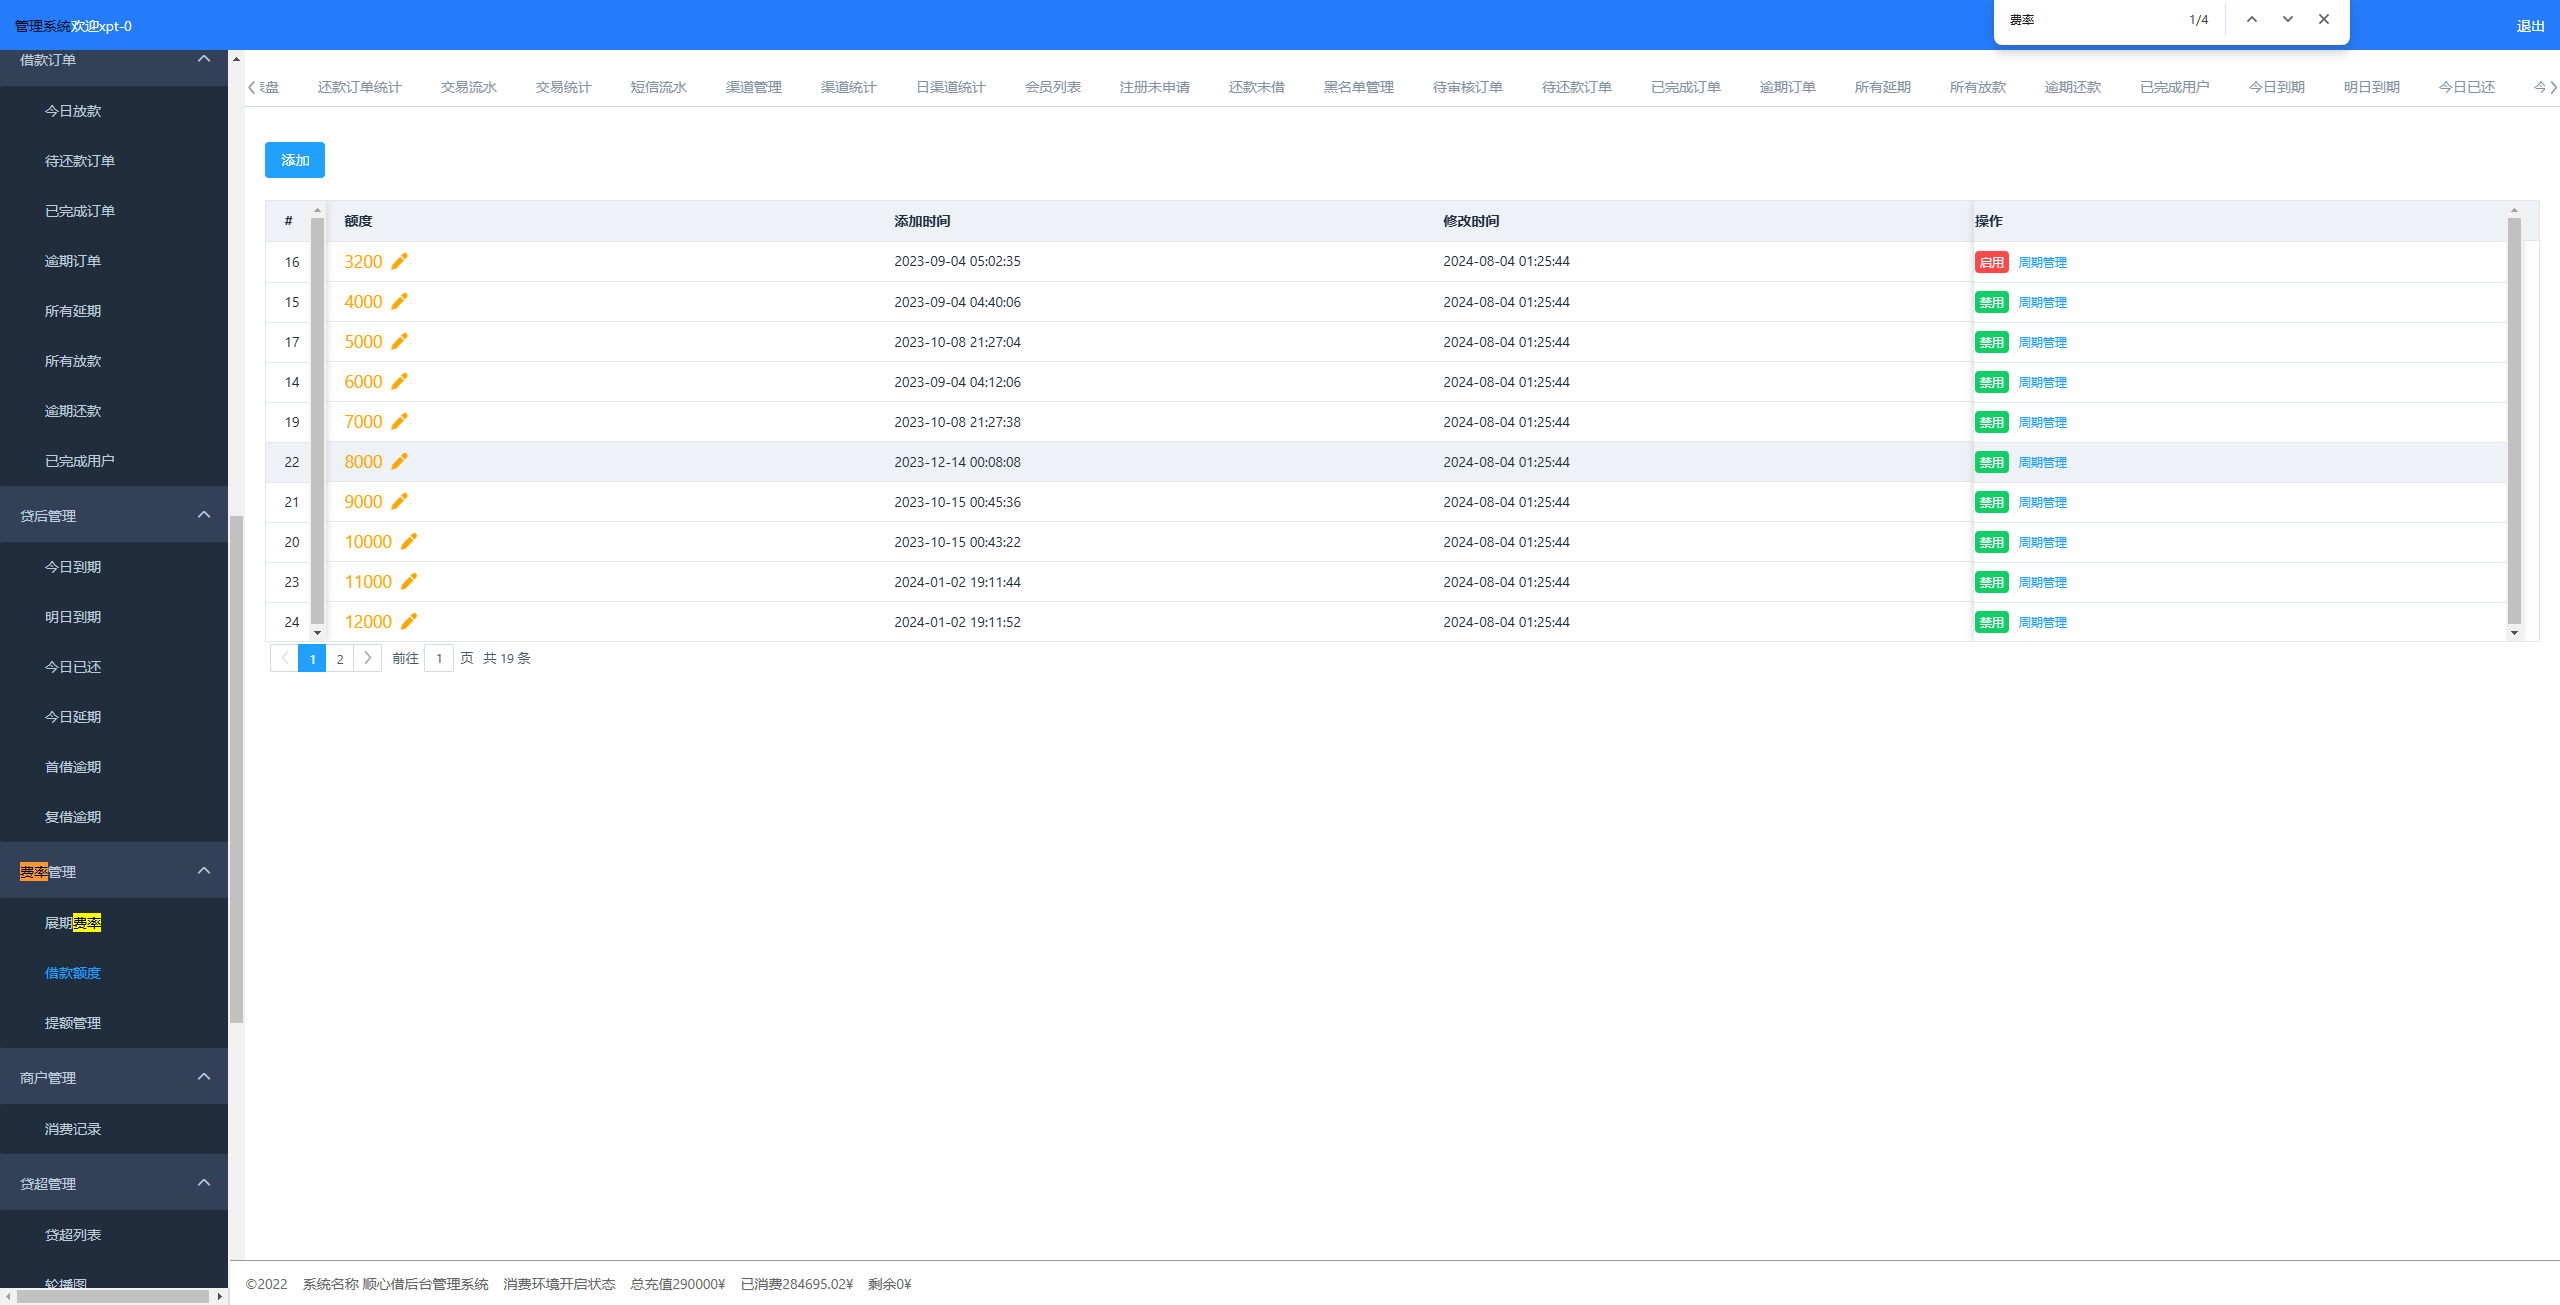 管理系统欢迎xpt-0
费率 1/4
退出
借款订单
今日放款
待还款订单
已完成订单
逾期订单
所有延期
所有放款
逾期还款
已完成用户
贷后管理
今日到期
明日到期
今日已还
今日延期
首借逾期
复借逾期
费率管理
展期费率
借款额度
提额管理
商户管理
消费记录
贷超管理
贷超列表
轮播图
盘 还款订单统计 交易流水 交易统计 短信流水 渠道管理 渠道统计 日渠道统计 会员列表 注册未申请 还款未借 黑名单管理 待审核订单 待还款订单 已完成订单 逾期订单 所有延期 所有放款 逾期还款 已完成用户 今日到期 明日到期 今日已还
添加
# 额度 添加时间 修改时间 操作
16 3200 2023-09-04 05:02:35 2024-08-04 01:25:44 启用 周期管理
15 4000 2023-09-04 04:40:06 2024-08-04 01:25:44 禁用 周期管理
17 5000 2023-10-08 21:27:04 2024-08-04 01:25:44 禁用 周期管理
14 6000 2023-09-04 04:12:06 2024-08-04 01:25:44 禁用 周期管理
19 7000 2023-10-08 21:27:38 2024-08-04 01:25:44 禁用 周期管理
22 8000 2023-12-14 00:08:08 2024-08-04 01:25:44 禁用 周期管理
21 9000 2023-10-15 00:45:36 2024-08-04 01:25:44 禁用 周期管理
20 10000 2023-10-15 00:43:22 2024-08-04 01:25:44 禁用 周期管理
23 11000 2024-01-02 19:11:44 2024-08-04 01:25:44 禁用 周期管理
24 12000 2024-01-02 19:11:52 2024-08-04 01:25:44 禁用 周期管理
1 2 前往 1 页 共 19 条
©2022 系统名称 顺心借后台管理系统 消费环境开启状态 总充值290000¥ 已消费284695.02¥ 剩余0¥